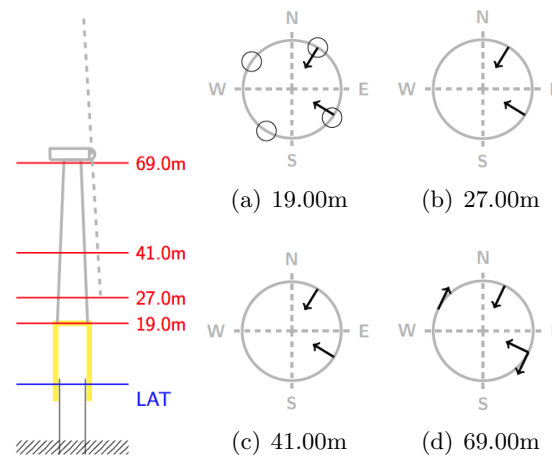 69.0m
41.0m
27.0m
19.0m
LAT
N
W E
S
(a) 19.00m
N
W
S
(b) 27.00m
N
W E
S
(c) 41.00m
N
W
S
(d) 69.00m